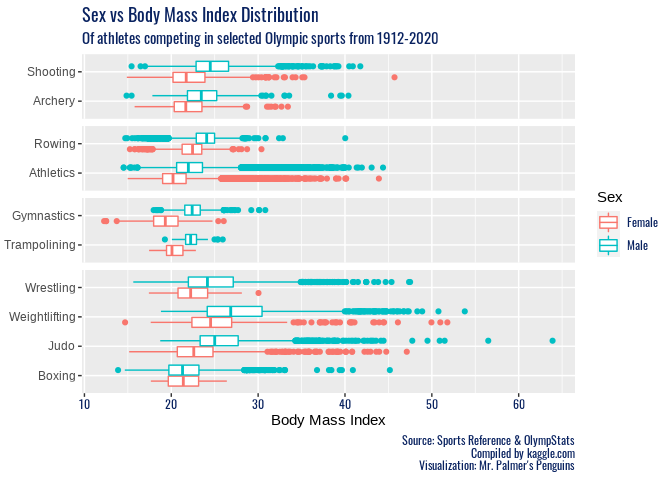 Sex vs Body Mass Index Distribution
Of athletes competing in selected Olympic sports from 1912-2020
Shooting
Archery
Rowing
Athletics
Gymnastics
Trampolining
Wrestling
Weightlifting
Judo
Boxing
10 20 30 40 50 60
Body Mass Index
Sex
Female
Male
Source: Sports Reference & OlympStats
Compiled by kaggle.com
Visualization: Mr. Palmer's Penguins